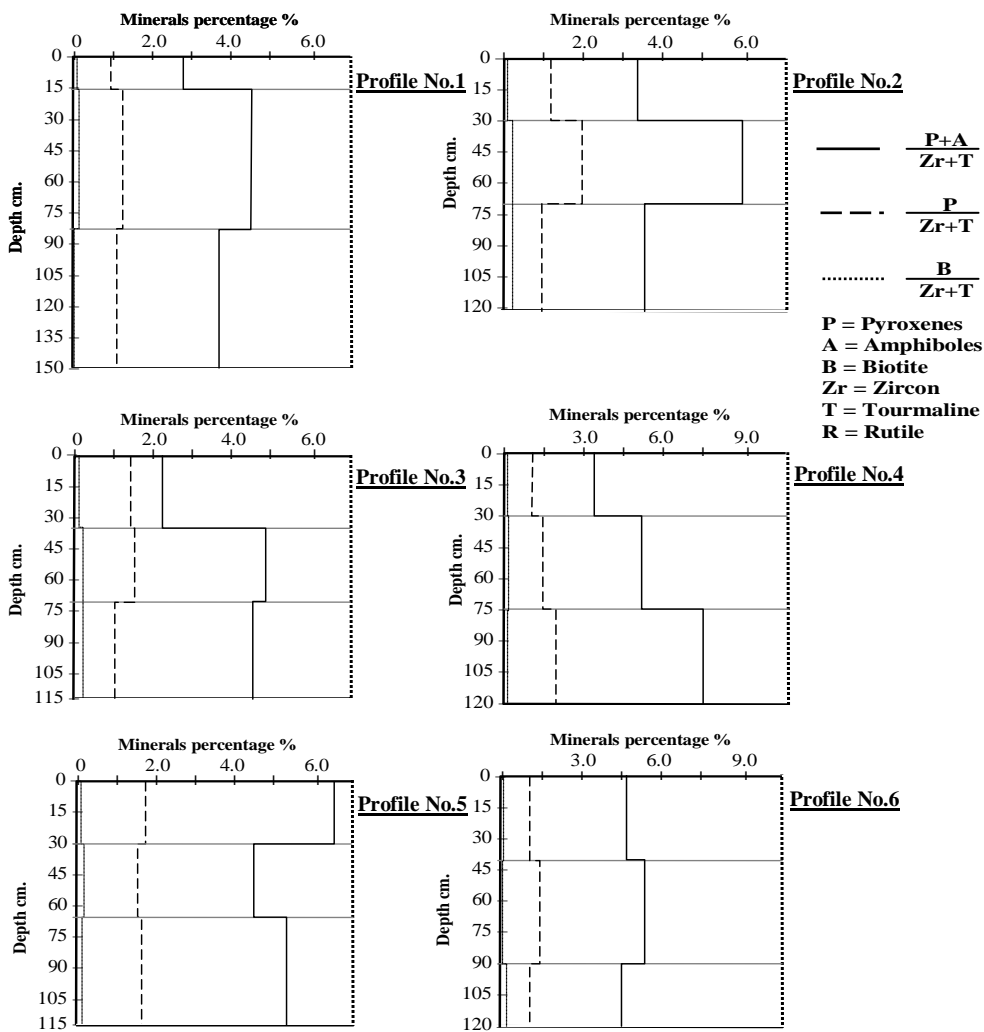 Minerals percentage %
0 2.0 4.0 6.0
0
15
30
45
60
75
90
105
120
135
150
Depth cm.
Profile No.1
Minerals percentage %
0 2.0 4.0 6.0
0
15
30
45
60
75
90
105
120
Depth cm.
Profile No.2
P+A
Zr+T
P
Zr+T
B
Zr+T
P = Pyroxenes
A = Amphiboles
B = Biotite
Zr = Zircon
T = Tourmaline
R = Rutile
0 2.0 4.0 6.0
0
15
30
45
60
75
90
105
115
Depth cm.
Profile No.3
3.0 6.0 9.0
0
15
30
45
60
75
90
105
120
Depth cm.
Profile No.4
Minerals percentage %
0 2.0 4.0 6.0
0
15
30
45
60
75
90
105
115
Depth cm.
Profile No.5
Minerals percentage %
3.0 6.0 9.0
0
15
30
45
60
75
90
105
120
Depth cm.
Profile No.6